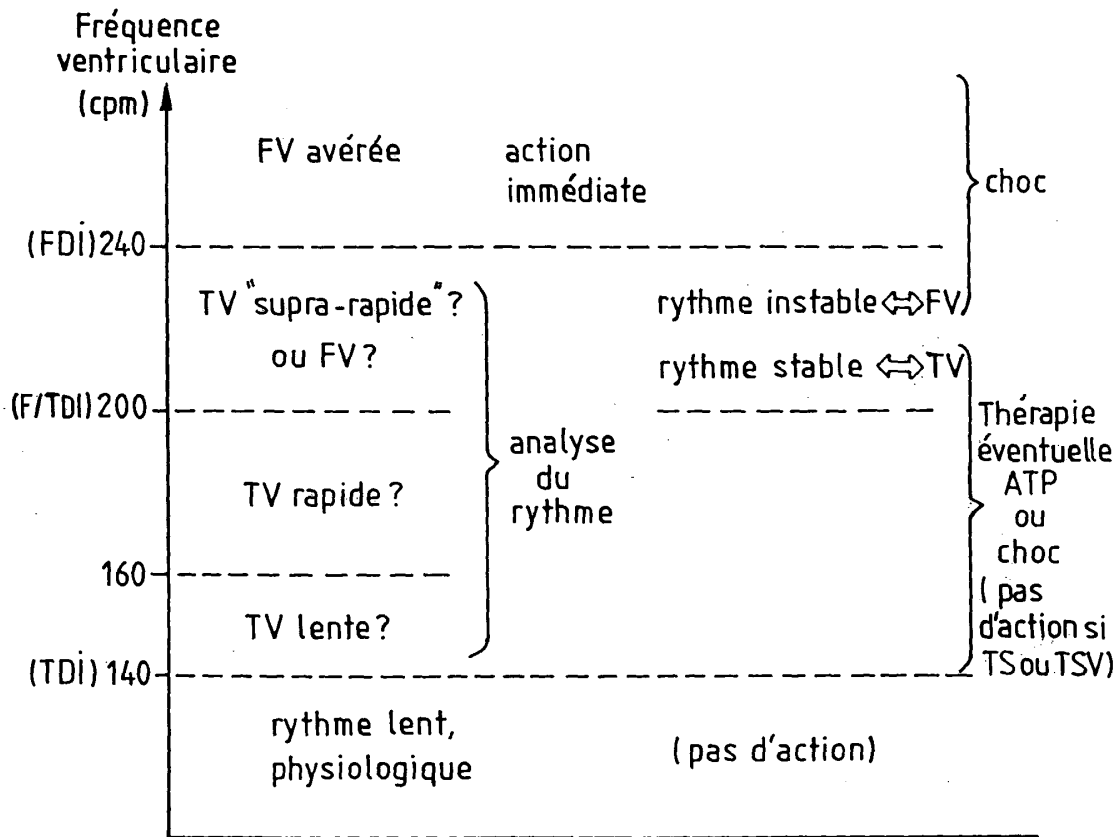 Fréquence
ventriculaire
(cpm)
FV avérée
action
immédiate
choc
(FDI) 240
TV "supra-rapide" ?
ou FV ?
rythme instable ⇔ FV
rythme stable ⇔ TV
(F/TDI) 200
analyse
du
rythme
Thérapie
éventuelle
ATP
ou
choc
( pas
d'action si
TS ou TSV)
TV rapide ?
160
TV lente ?
(TDI) 140
rythme lent,
physiologique
( pas d'action)